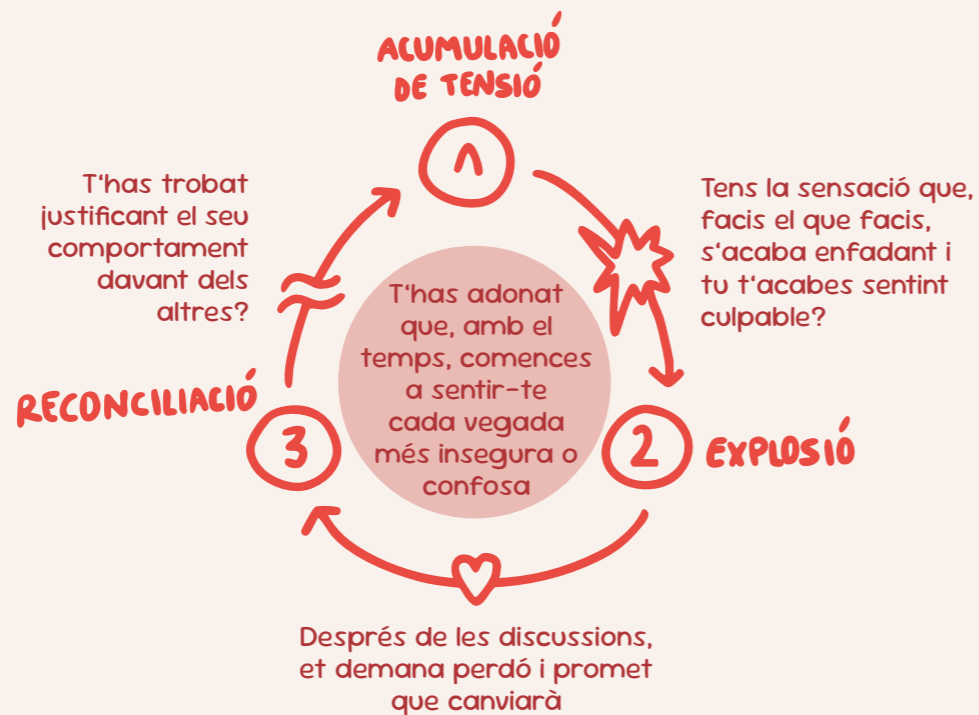 ACUMULACIÓ
DE TENSIÓ
1
T'has trobat
justificant el seu
comportament
davant dels
altres?
Tens la sensació que,
facis el que facis,
s'acaba enfadant i
tu t'acabes sentint
culpable?
T'has adonat
que, amb el
temps, comences
a sentir-te
cada vegada
més insegura o
confosa
RECONCILIACIÓ
3
2
EXPLOSIÓ
Després de les discussions,
et demana perdó i promet
que canviarà